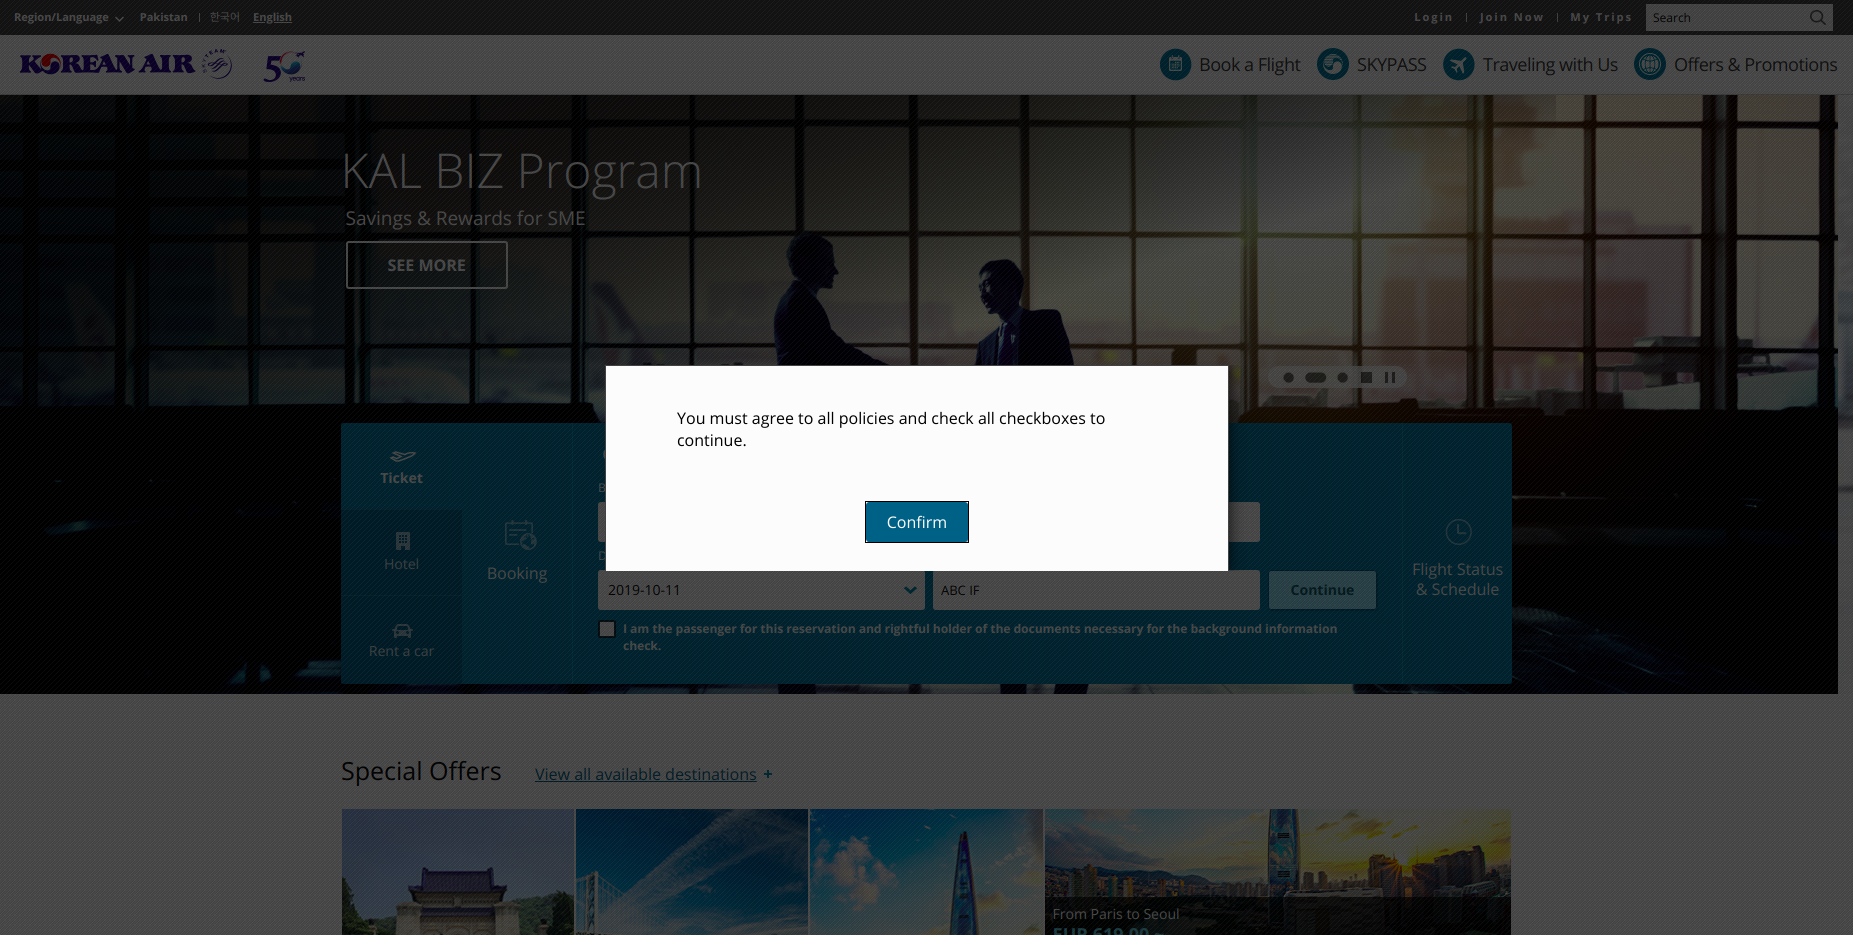 Region/Language Pakistan | 한국어 English
Login | Join Now | My Trips Search
KOREAN AIR 50 years
Book a Flight SKYPASS Traveling with Us Offers & Promotions
KAL BIZ Program
Savings & Rewards for SME
SEE MORE
You must agree to all policies and check all checkboxes to
continue.
Confirm
Ticket
Hotel
Rent a car
Booking
B
D
2019-10-11 ABC IF Continue
I am the passenger for this reservation and rightful holder of the documents necessary for the background information
check.
Flight Status
& Schedule
Special Offers View all available destinations +
From Paris to Seoul
EUR 619.00 ~